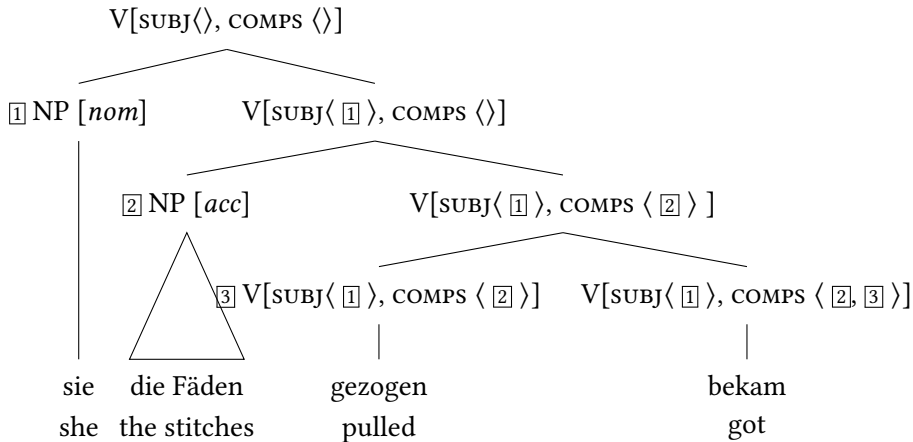 V[SUBJ⟨⟩, COMPS ⟨⟩]
1 NP [nom] V[SUBJ⟨ 1 ⟩, COMPS ⟨⟩]
2 NP [acc] V[SUBJ⟨ 1 ⟩, COMPS ⟨ 2 ⟩ ]
3 V[SUBJ⟨ 1 ⟩, COMPS ⟨ 2 ⟩] V[SUBJ⟨ 1 ⟩, COMPS ⟨ 2, 3 ⟩]
sie die Fäden gezogen bekam
she the stitches pulled got